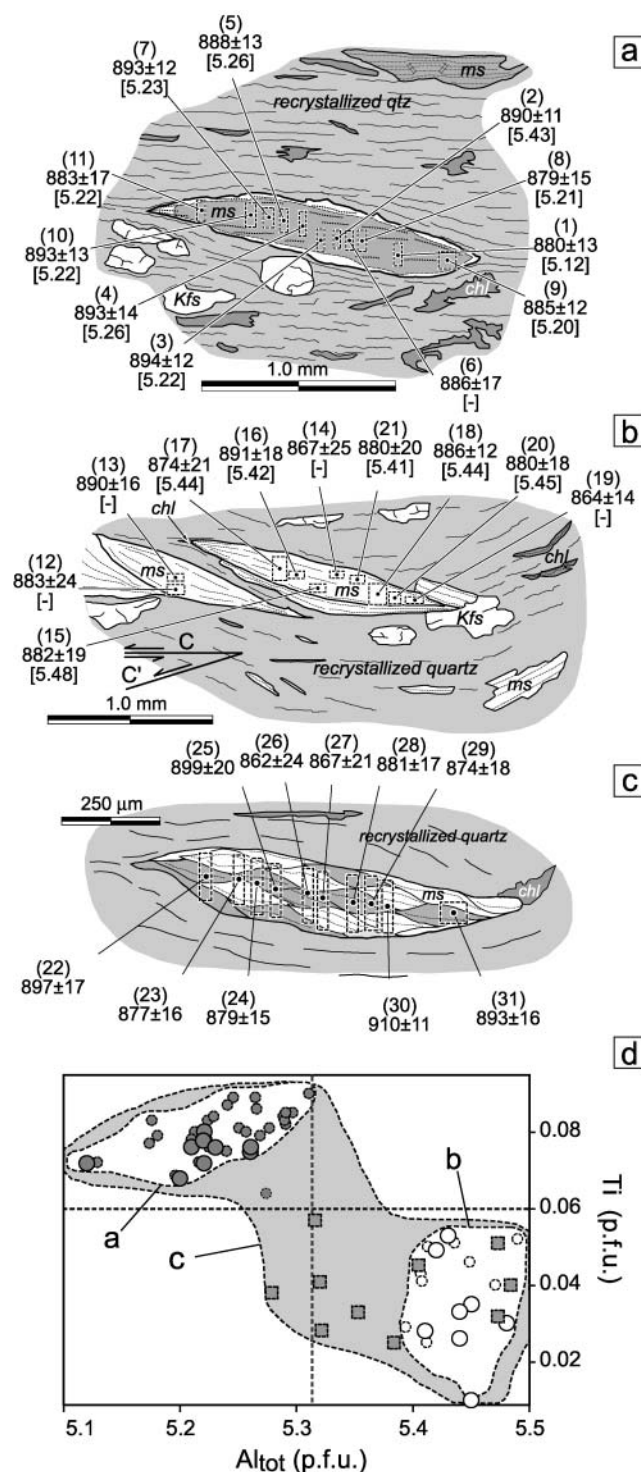 a
(5)
888±13
[5.26]
(7)
893±12
[5.23]
ms
recrystallized qtz
(2)
890±11
[5.43]
(11)
883±17
[5.22]
(8)
879±15
[5.21]
ms
(10)
893±13
[5.22]
(1)
880±13
[5.12]
(4)
893±14
[5.26]
Kfs
chl
(9)
885±12
[5.20]
(3)
894±12
[5.22]
(6)
886±17
[-]
1.0 mm
b
(13)
890±16
[-]
(17)
874±21
[5.44]
(16)
891±18
[5.42]
(14)
867±25
[-]
(21)
880±20
[5.41]
(18)
886±12
[5.44]
(20)
880±18
[5.45]
(19)
864±14
[-]
chl
(12)
883±24
[-]
ms
ms
chl
Kfs
(15)
882±19
[5.48]
C
C'
recrystallized quartz
ms
1.0 mm
c
(25)
899±20
(26)
862±24
(27)
867±21
(28)
881±17
(29)
874±18
250 µm
recrystallized quartz
ms
chl
(22)
897±17
(23)
877±16
(24)
879±15
(30)
910±11
(31)
893±16
d
0.08
a
b
0.06
c
0.04
0.02
Ti (p.f.u.)
5.1 5.2 5.3 5.4 5.5
Altot (p.f.u.)